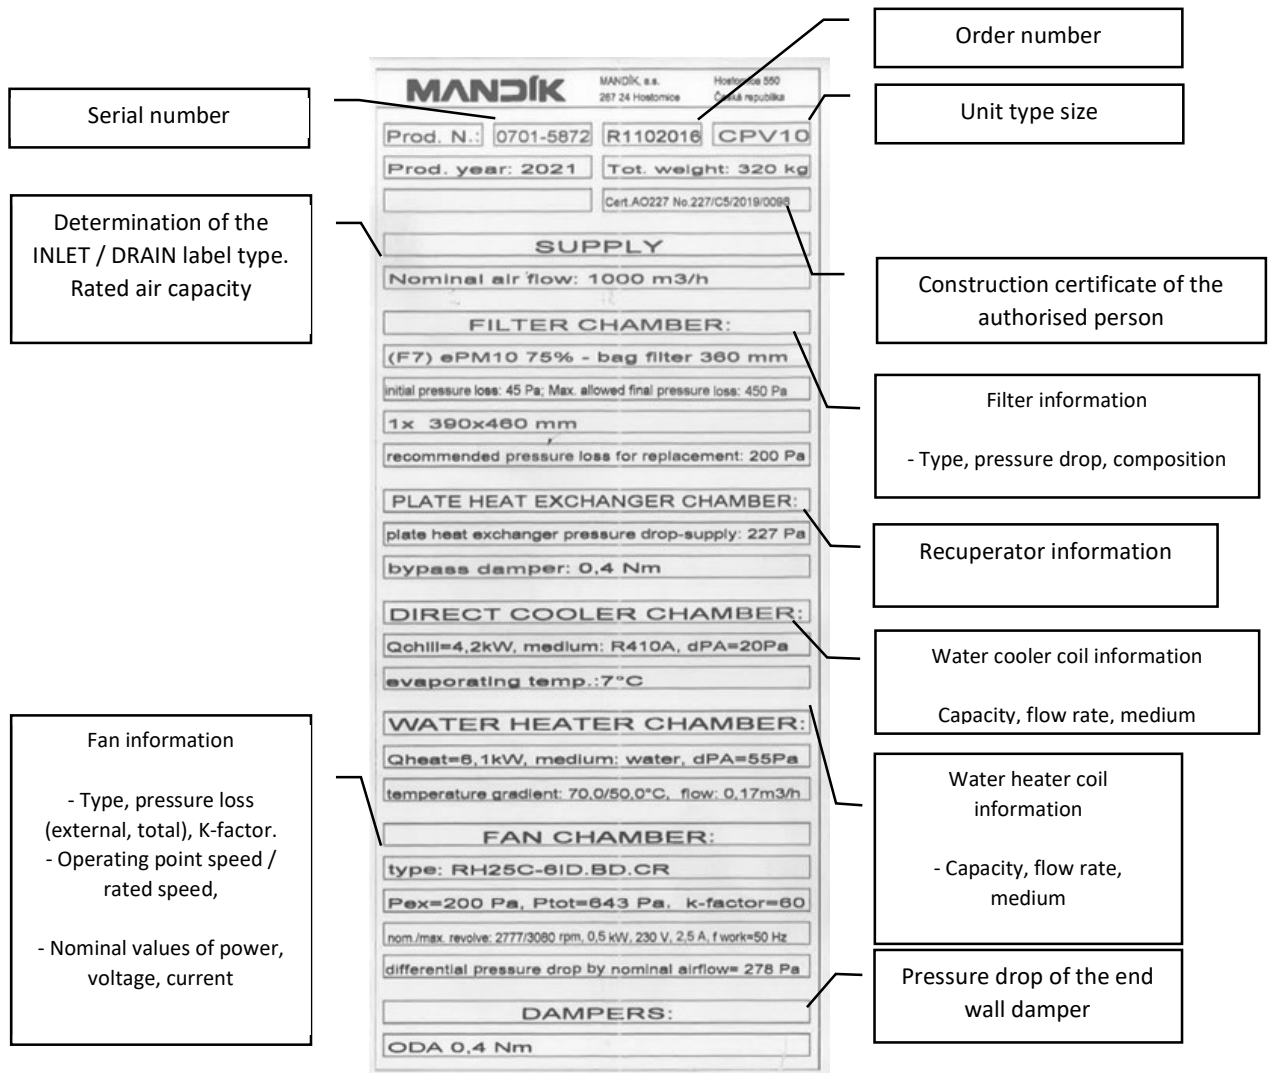 Order number
Serial number
Unit type size
MANDÍK
MANDÍK, a.s.
267 24 Hostomice
Hostomice 550
Česká republika
Prod. N.: 0701-5872 R1102016 CPV10
Prod. year: 2021 Tot. weight: 320 kg
Cert.AO227 No.227/C5/2019/0098
Determination of the
INLET / DRAIN label type.
Rated air capacity
SUPPLY
Nominal air flow: 1000 m3/h
Construction certificate of the
authorised person
FILTER CHAMBER:
(F7) ePM10 75% - bag filter 360 mm
initial pressure loss: 45 Pa; Max. allowed final pressure loss: 450 Pa
1x 390x460 mm
recommended pressure loss for replacement: 200 Pa
Filter information
- Type, pressure drop, composition
PLATE HEAT EXCHANGER CHAMBER:
plate heat exchanger pressure drop-supply: 227 Pa
bypass damper: 0,4 Nm
Recuperator information
DIRECT COOLER CHAMBER:
Qchill=4,2kW, medium: R410A, dPA=20Pa
evaporating temp.:7°C
Water cooler coil information
Capacity, flow rate, medium
WATER HEATER CHAMBER:
Qheat=6,1kW, medium: water, dPA=55Pa
temperature gradient: 70,0/50,0°C, flow: 0,17m3/h
Water heater coil
information
- Capacity, flow rate,
medium
Fan information
- Type, pressure loss
(external, total), K-factor.
- Operating point speed /
rated speed,
- Nominal values of power,
voltage, current
FAN CHAMBER:
type: RH25C-6ID.BD.CR
Pex=200 Pa, Ptot=643 Pa, k-factor=60
nom./max. revolve: 2777/3080 rpm, 0,5 kW, 230 V, 2,5 A, f work=50 Hz
differential pressure drop by nominal airflow= 278 Pa
Pressure drop of the end
wall damper
DAMPERS:
ODA 0,4 Nm